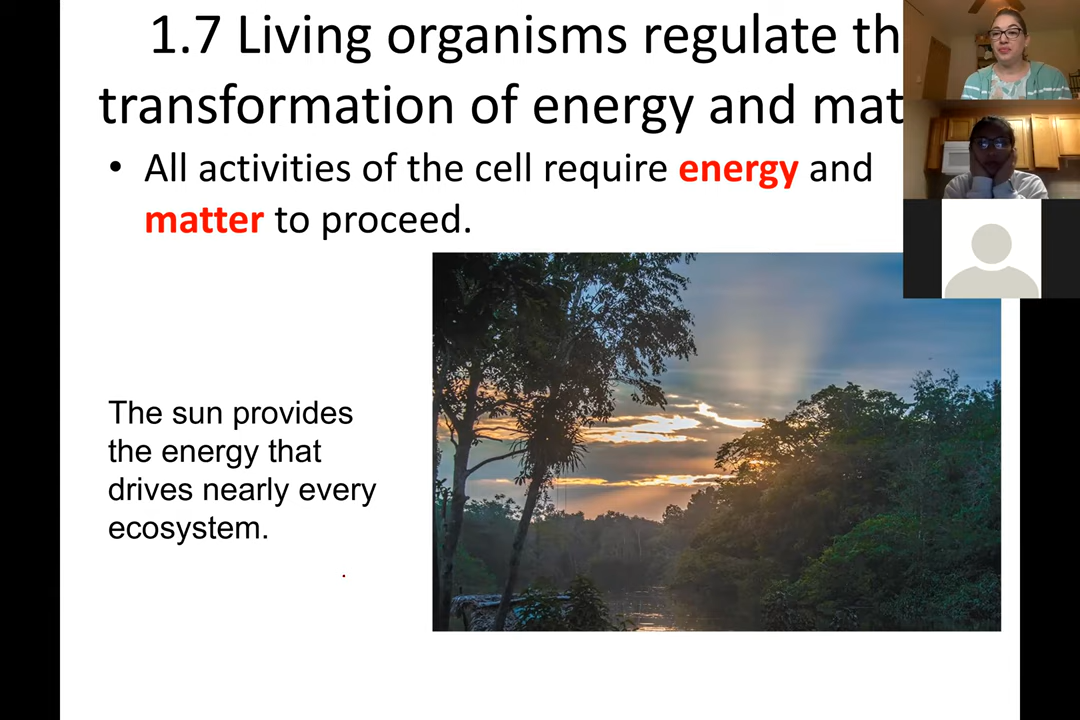 1.7 Living organisms regulate th
transformation of energy and mat
• All activities of the cell require energy and
matter to proceed.
The sun provides
the energy that
drives nearly every
ecosystem.